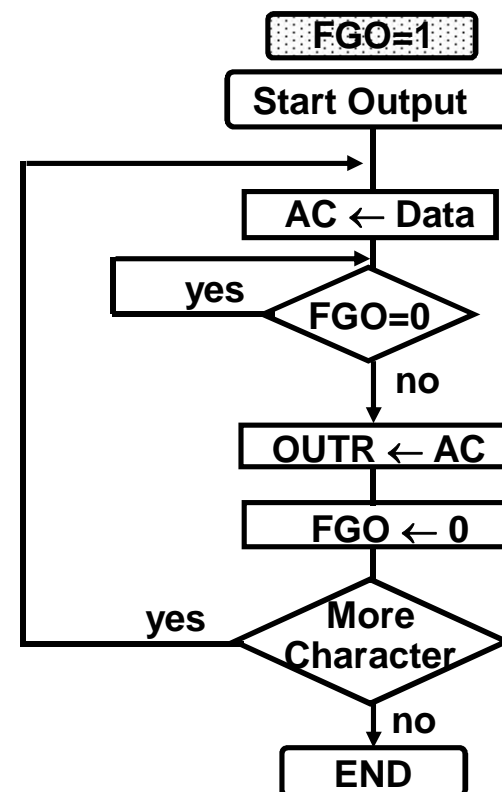 FGO=1
Start Output
AC ← Data
yes
FGO=0
no
OUTR ← AC
FGO ← 0
yes
More
Character
no
END